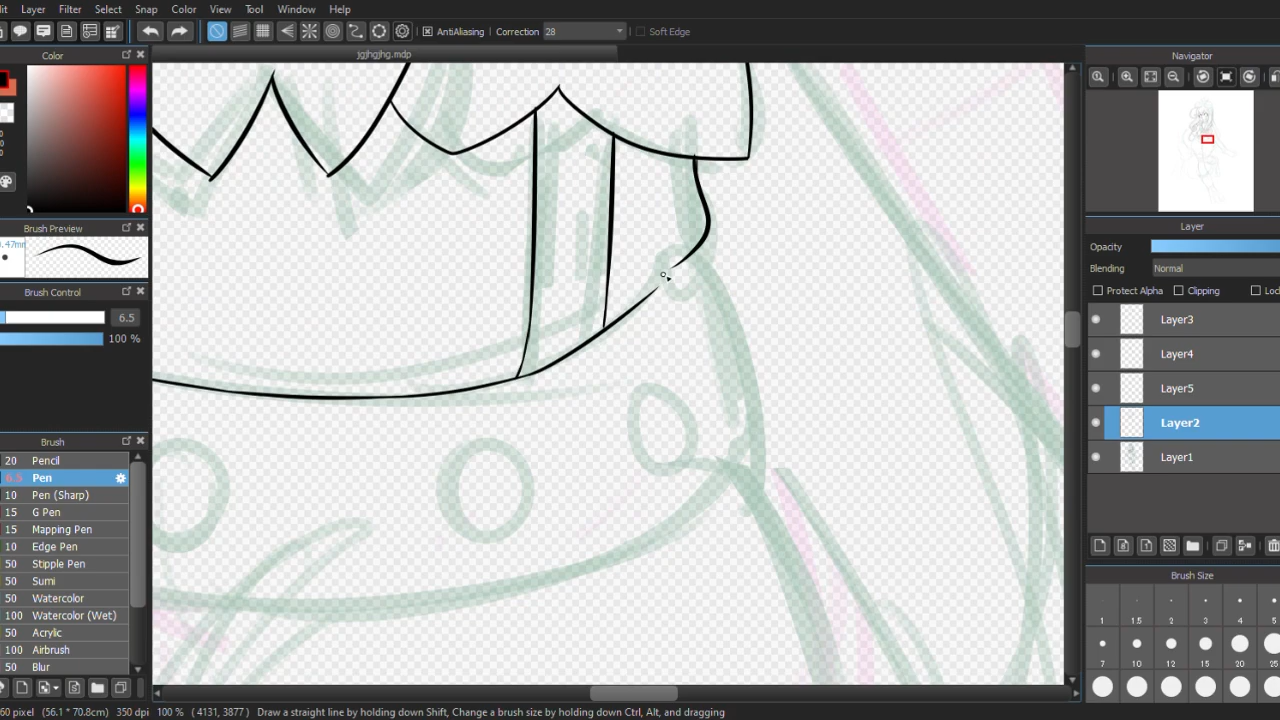 Layer Filter Select Snap Color View Tool Window Help
AntiAliasing Correction 28 Soft Edge
Color
jgjhgjhg.mdp
Navigator
0
0
0
Brush Preview
Layer
0.47mm
Opacity
Blending Normal
Brush Control
Protect Alpha Clipping
6.5
Layer3
100 %
Layer4
Layer5
Layer2
Brush
Layer1
20 Pencil
6.5 Pen
10 Pen (Sharp)
15 G Pen
15 Mapping Pen
10 Edge Pen
50 Stipple Pen
50 Sumi
50 Watercolor
100 Watercolor (Wet)
50 Acrylic
100 Airbrush
50 Blur
Brush Size
1 1.5 2 3 4 5
7 10 12 15 20 25
60 pixel (56.1 * 70.8cm) 350 dpi 100 % ( 4131, 3877 ) Draw a straight line by holding down Shift, Change a brush size by holding down Ctrl, Alt, and dragging